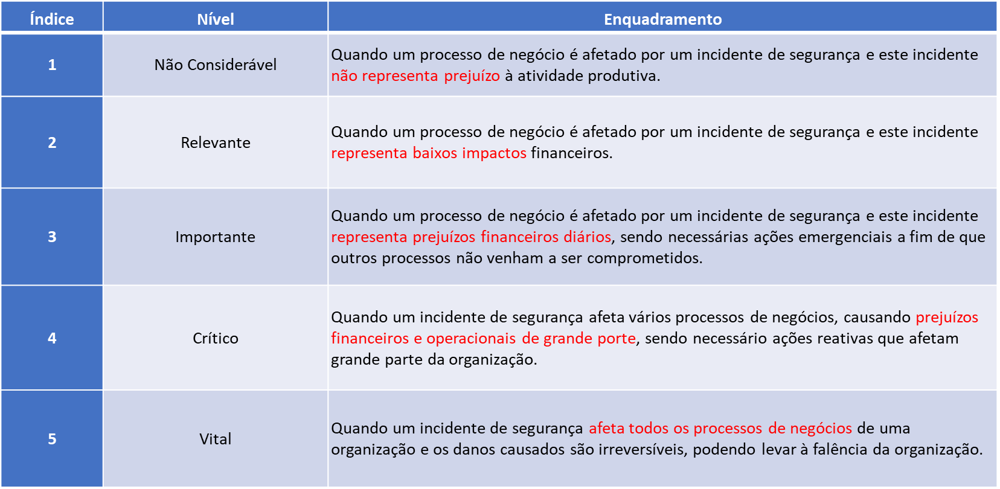 Índice Nível Enquadramento
1 Não Considerável Quando um processo de negócio é afetado por um incidente de segurança e este incidente
não representa prejuízo à atividade produtiva.
2 Relevante Quando um processo de negócio é afetado por um incidente de segurança e este incidente
representa baixos impactos financeiros.
3 Importante Quando um processo de negócio é afetado por um incidente de segurança e este incidente
representa prejuízos financeiros diários, sendo necessárias ações emergenciais a fim de que
outros processos não venham a ser comprometidos.
4 Crítico Quando um incidente de segurança afeta vários processos de negócios, causando prejuízos
financeiros e operacionais de grande porte, sendo necessário ações reativas que afetam
grande parte da organização.
5 Vital Quando um incidente de segurança afeta todos os processos de negócios de uma
organização e os danos causados são irreversíveis, podendo levar à falência da organização.